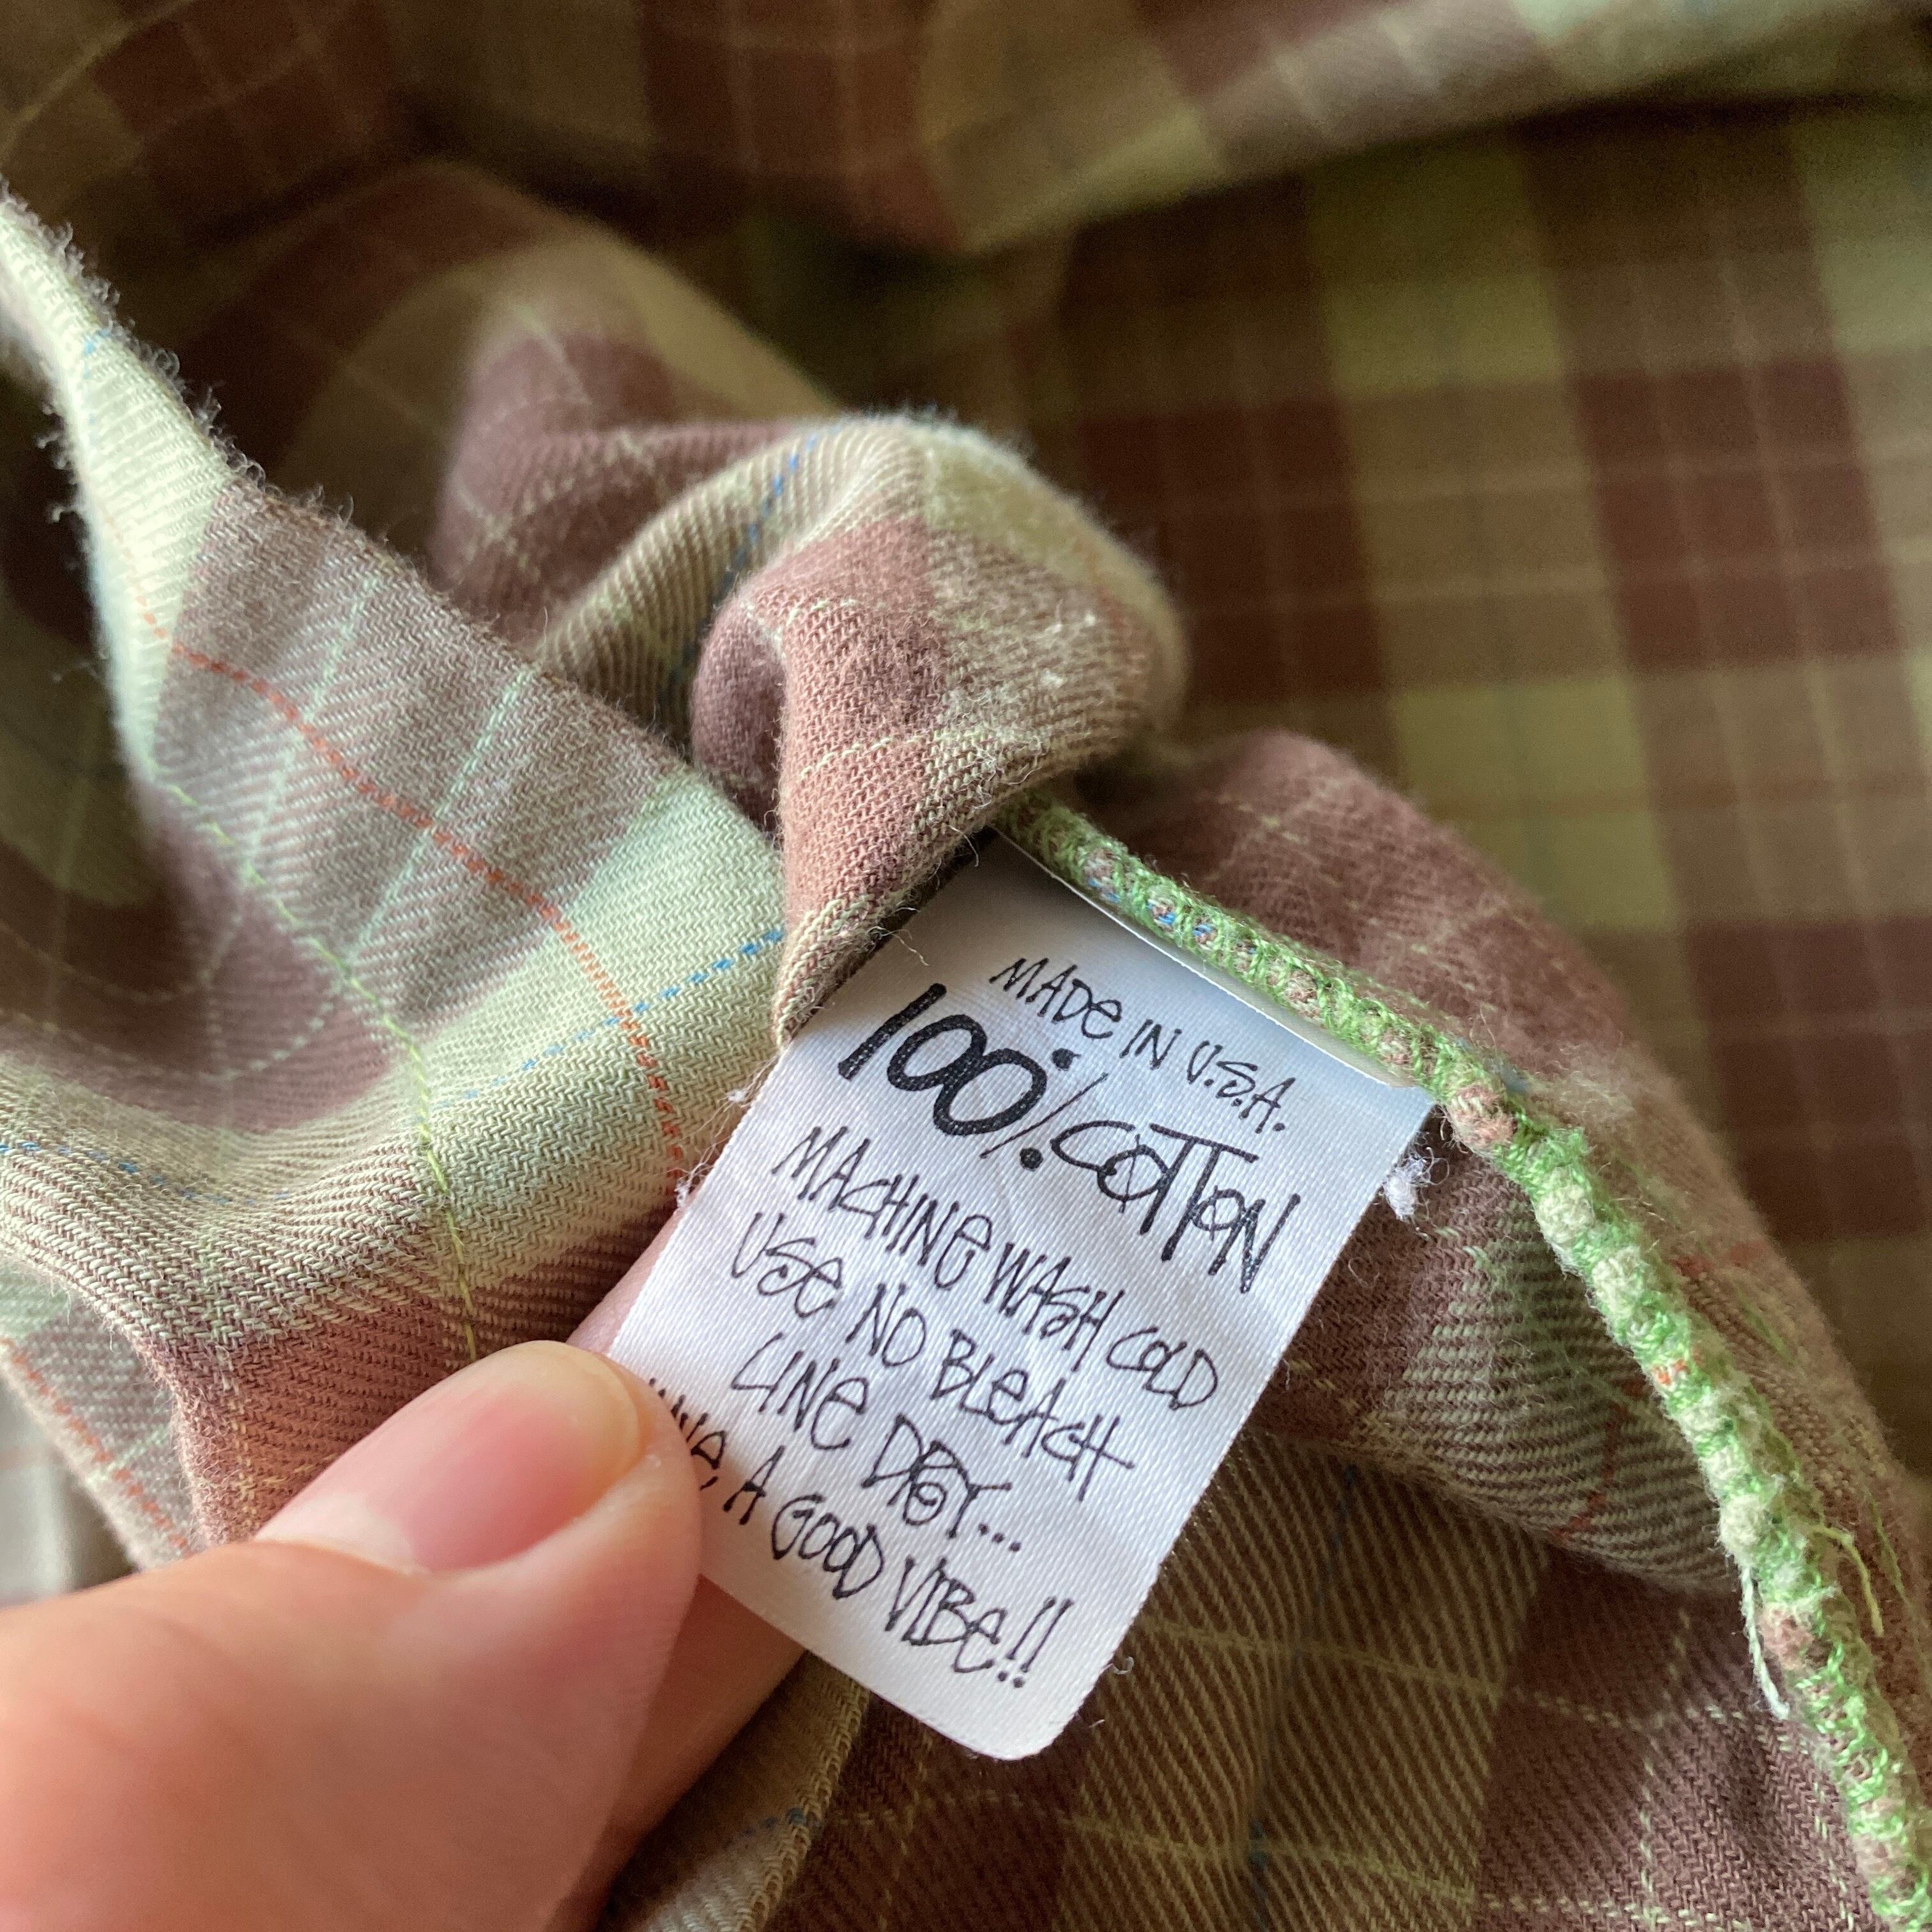 MADE IN U.S.A.
100% COTTON
MACHINE WASH COLD
USE NO BLEACH
LINE DRY...
A GOOD VIBE!!